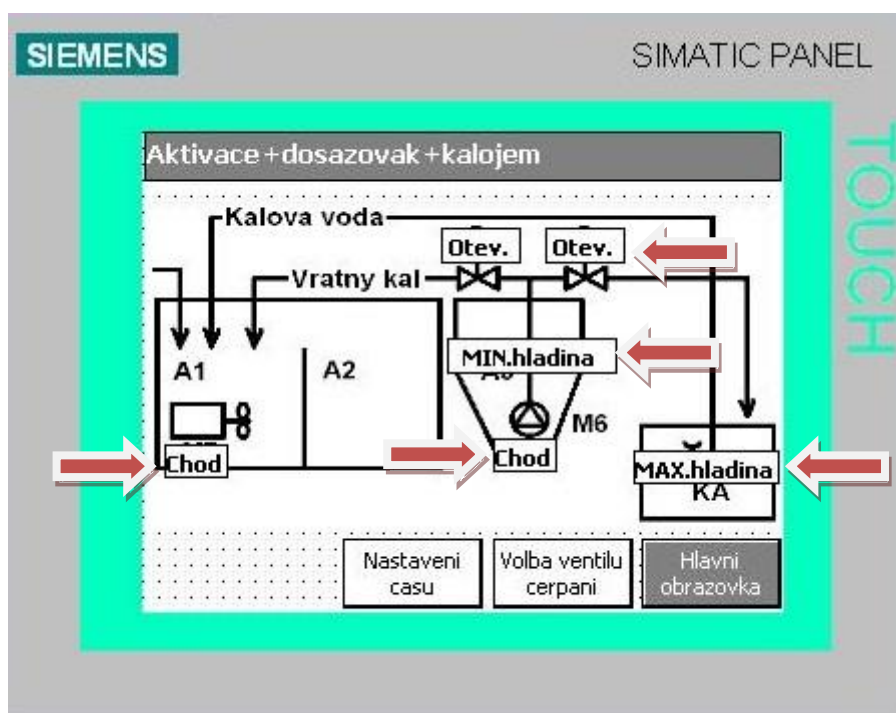 SIEMENS
SIMATIC PANEL
TOUCH
Aktivace+dosazovak+kalojem
Kalova voda
Otev.
Otev.
Vratny kal
MIN.hladina
A1
A2
M6
Chod
Chod
MAX.hladina
KA
Nastaveni
casu
Volba ventilu
cerpani
Hlavni
obrazovka